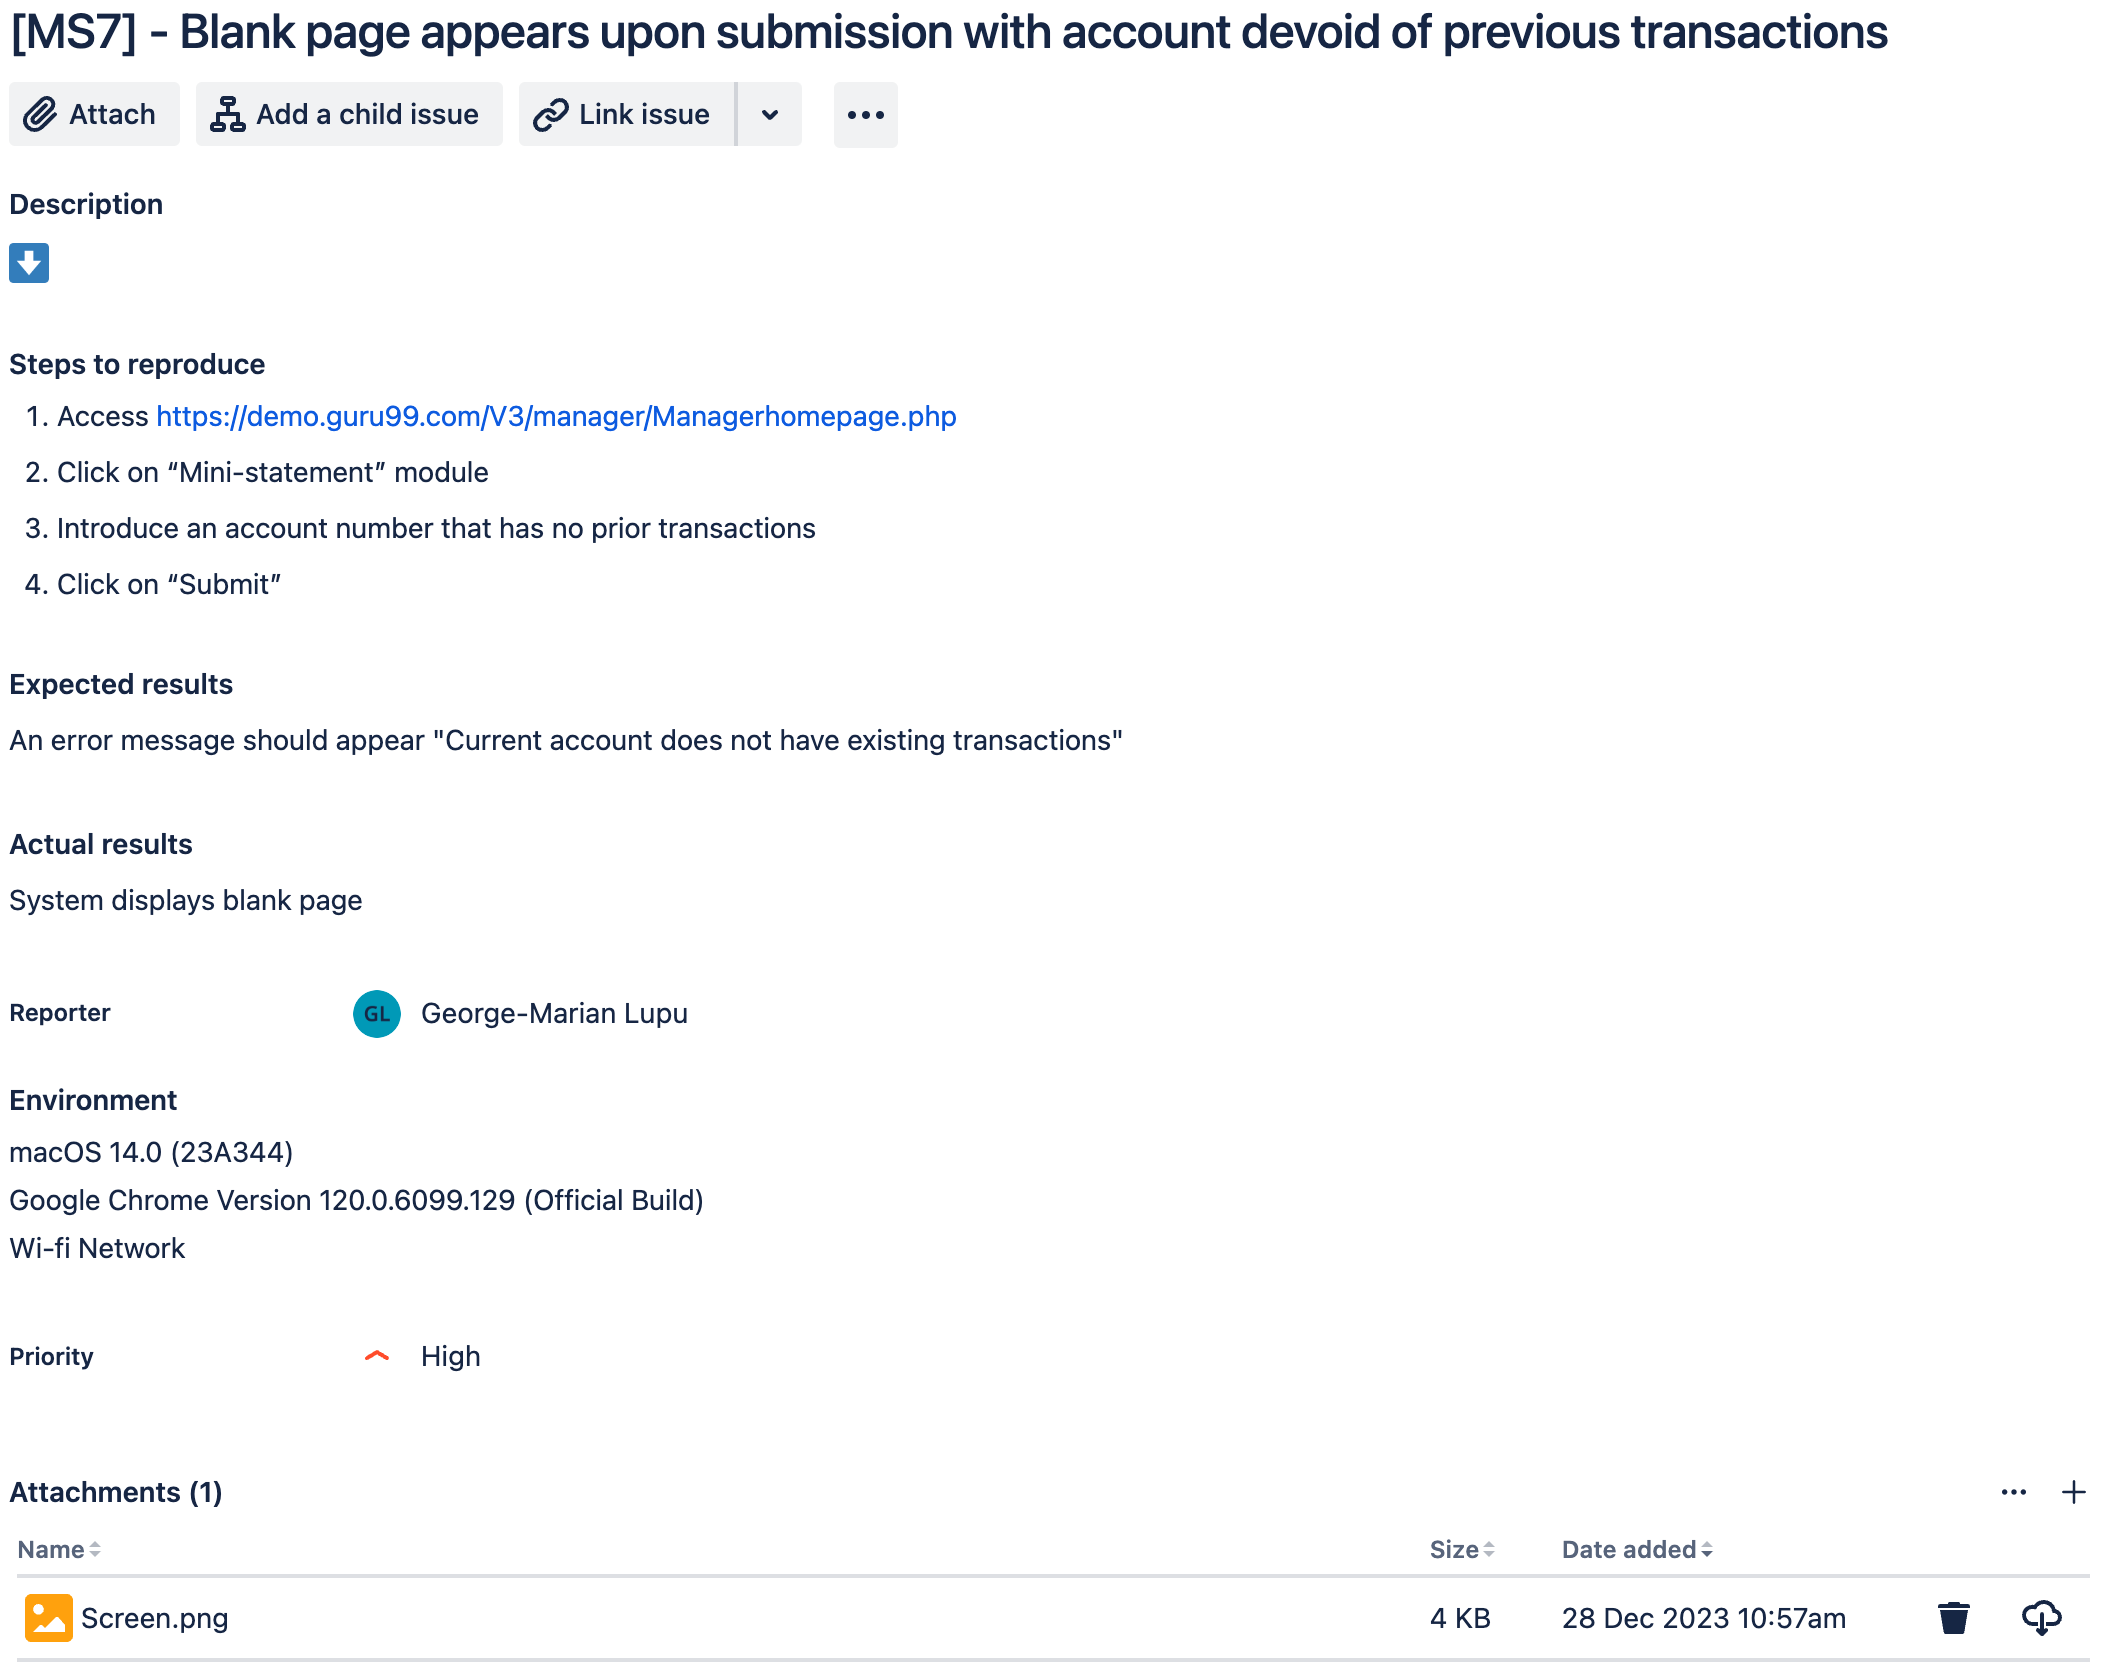 [MS7] - Blank page appears upon submission with account devoid of previous transactions
Attach
Add a child issue
Link issue
Description
Steps to reproduce
1. Access https://demo.guru99.com/V3/manager/Managerhomepage.php
2. Click on “Mini-statement” module
3. Introduce an account number that has no prior transactions
4. Click on “Submit”
Expected results
An error message should appear "Current account does not have existing transactions"
Actual results
System displays blank page
Reporter GL George-Marian Lupu
Environment
macOS 14.0 (23A344)
Google Chrome Version 120.0.6099.129 (Official Build)
Wi-fi Network
Priority High
Attachments (1)
Name Size Date added
Screen.png 4 KB 28 Dec 2023 10:57am